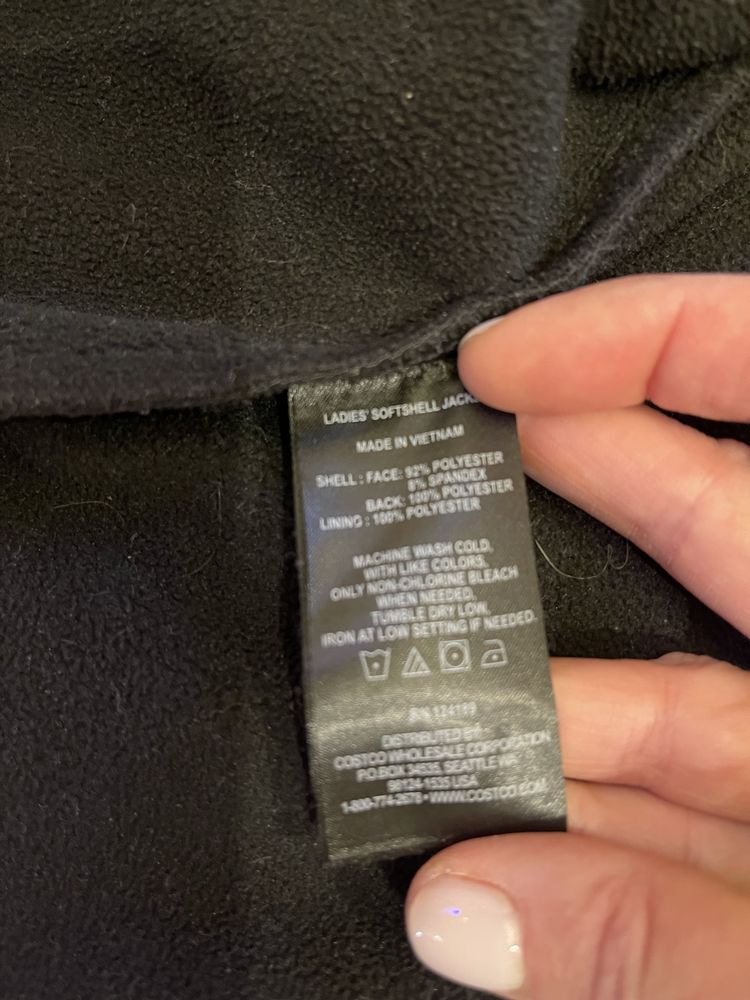 LADIES' SOFTSHELL JACK
MADE IN VIETNAM
SHELL : FACE: 92% POLYESTER
8% SPANDEX
BACK: 100% POLYESTER
LINING : 100% POLYESTER
MACHINE WASH COLD,
WITH LIKE COLORS,
ONLY NON-CHLORINE BLEACH
WHEN NEEDED,
TUMBLE DRY LOW,
IRON AT LOW SETTING IF NEEDED.
DISTRIBUTED BY:
COSTCO WHOLESALE CORPORATION
P.O.BOX 34535, SEATTLE WA
98124-1535 USA
1-800-774-2678 • WWW.COSTCO.COM